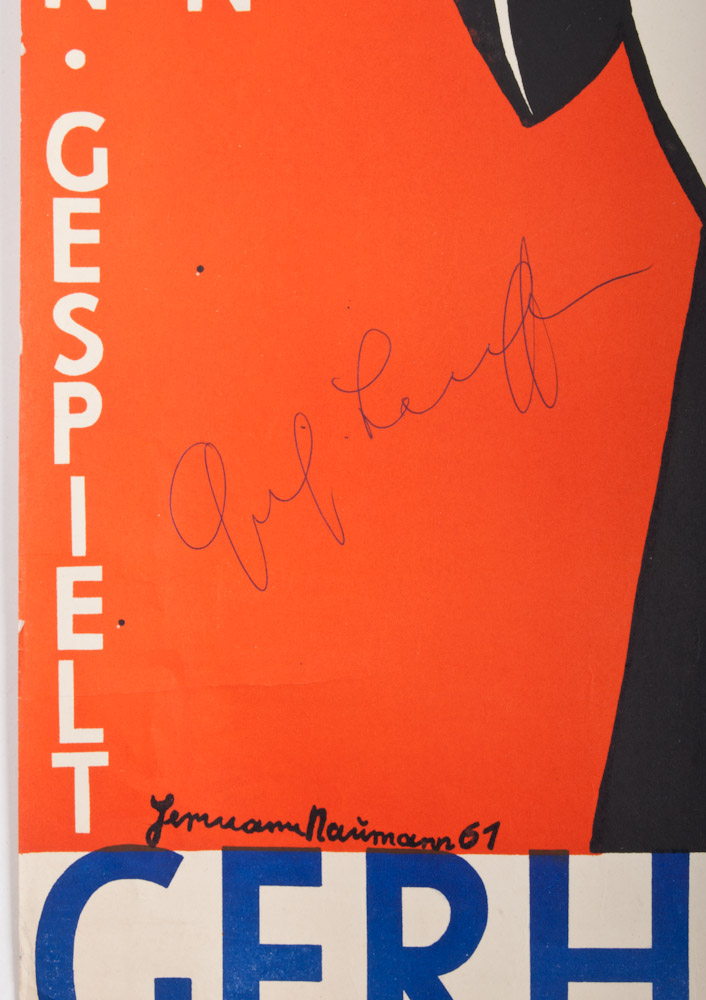 N N
· GESPIELT
Hermann Naumann 61
GERH